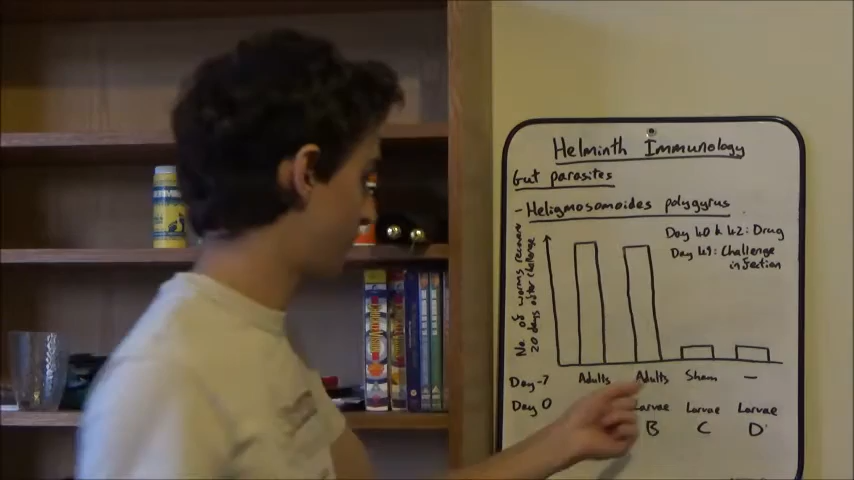 Helminth Immunology
Gut parasites
- Heligmosomoides polygyrus
Day 40 & 42: Drug
Day 49: Challenge
infection
No. of worms recovered
20 days after challenge
Day -7 Adults Adults Sham —
Day 0 Larvae Larvae Larvae
B C D